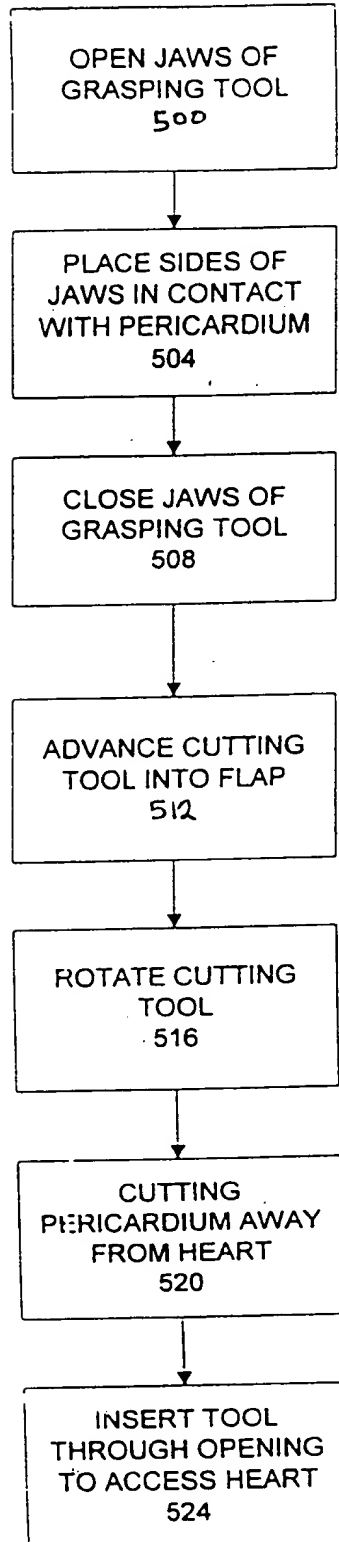 OPEN JAWS OF
GRASPING TOOL
500
PLACE SIDES OF
JAWS IN CONTACT
WITH PERICARDIUM
504
CLOSE JAWS OF
GRASPING TOOL
508
ADVANCE CUTTING
TOOL INTO FLAP
512
ROTATE CUTTING
TOOL
516
CUTTING
PERICARDIUM AWAY
FROM HEART
520
INSERT TOOL
THROUGH OPENING
TO ACCESS HEART
524